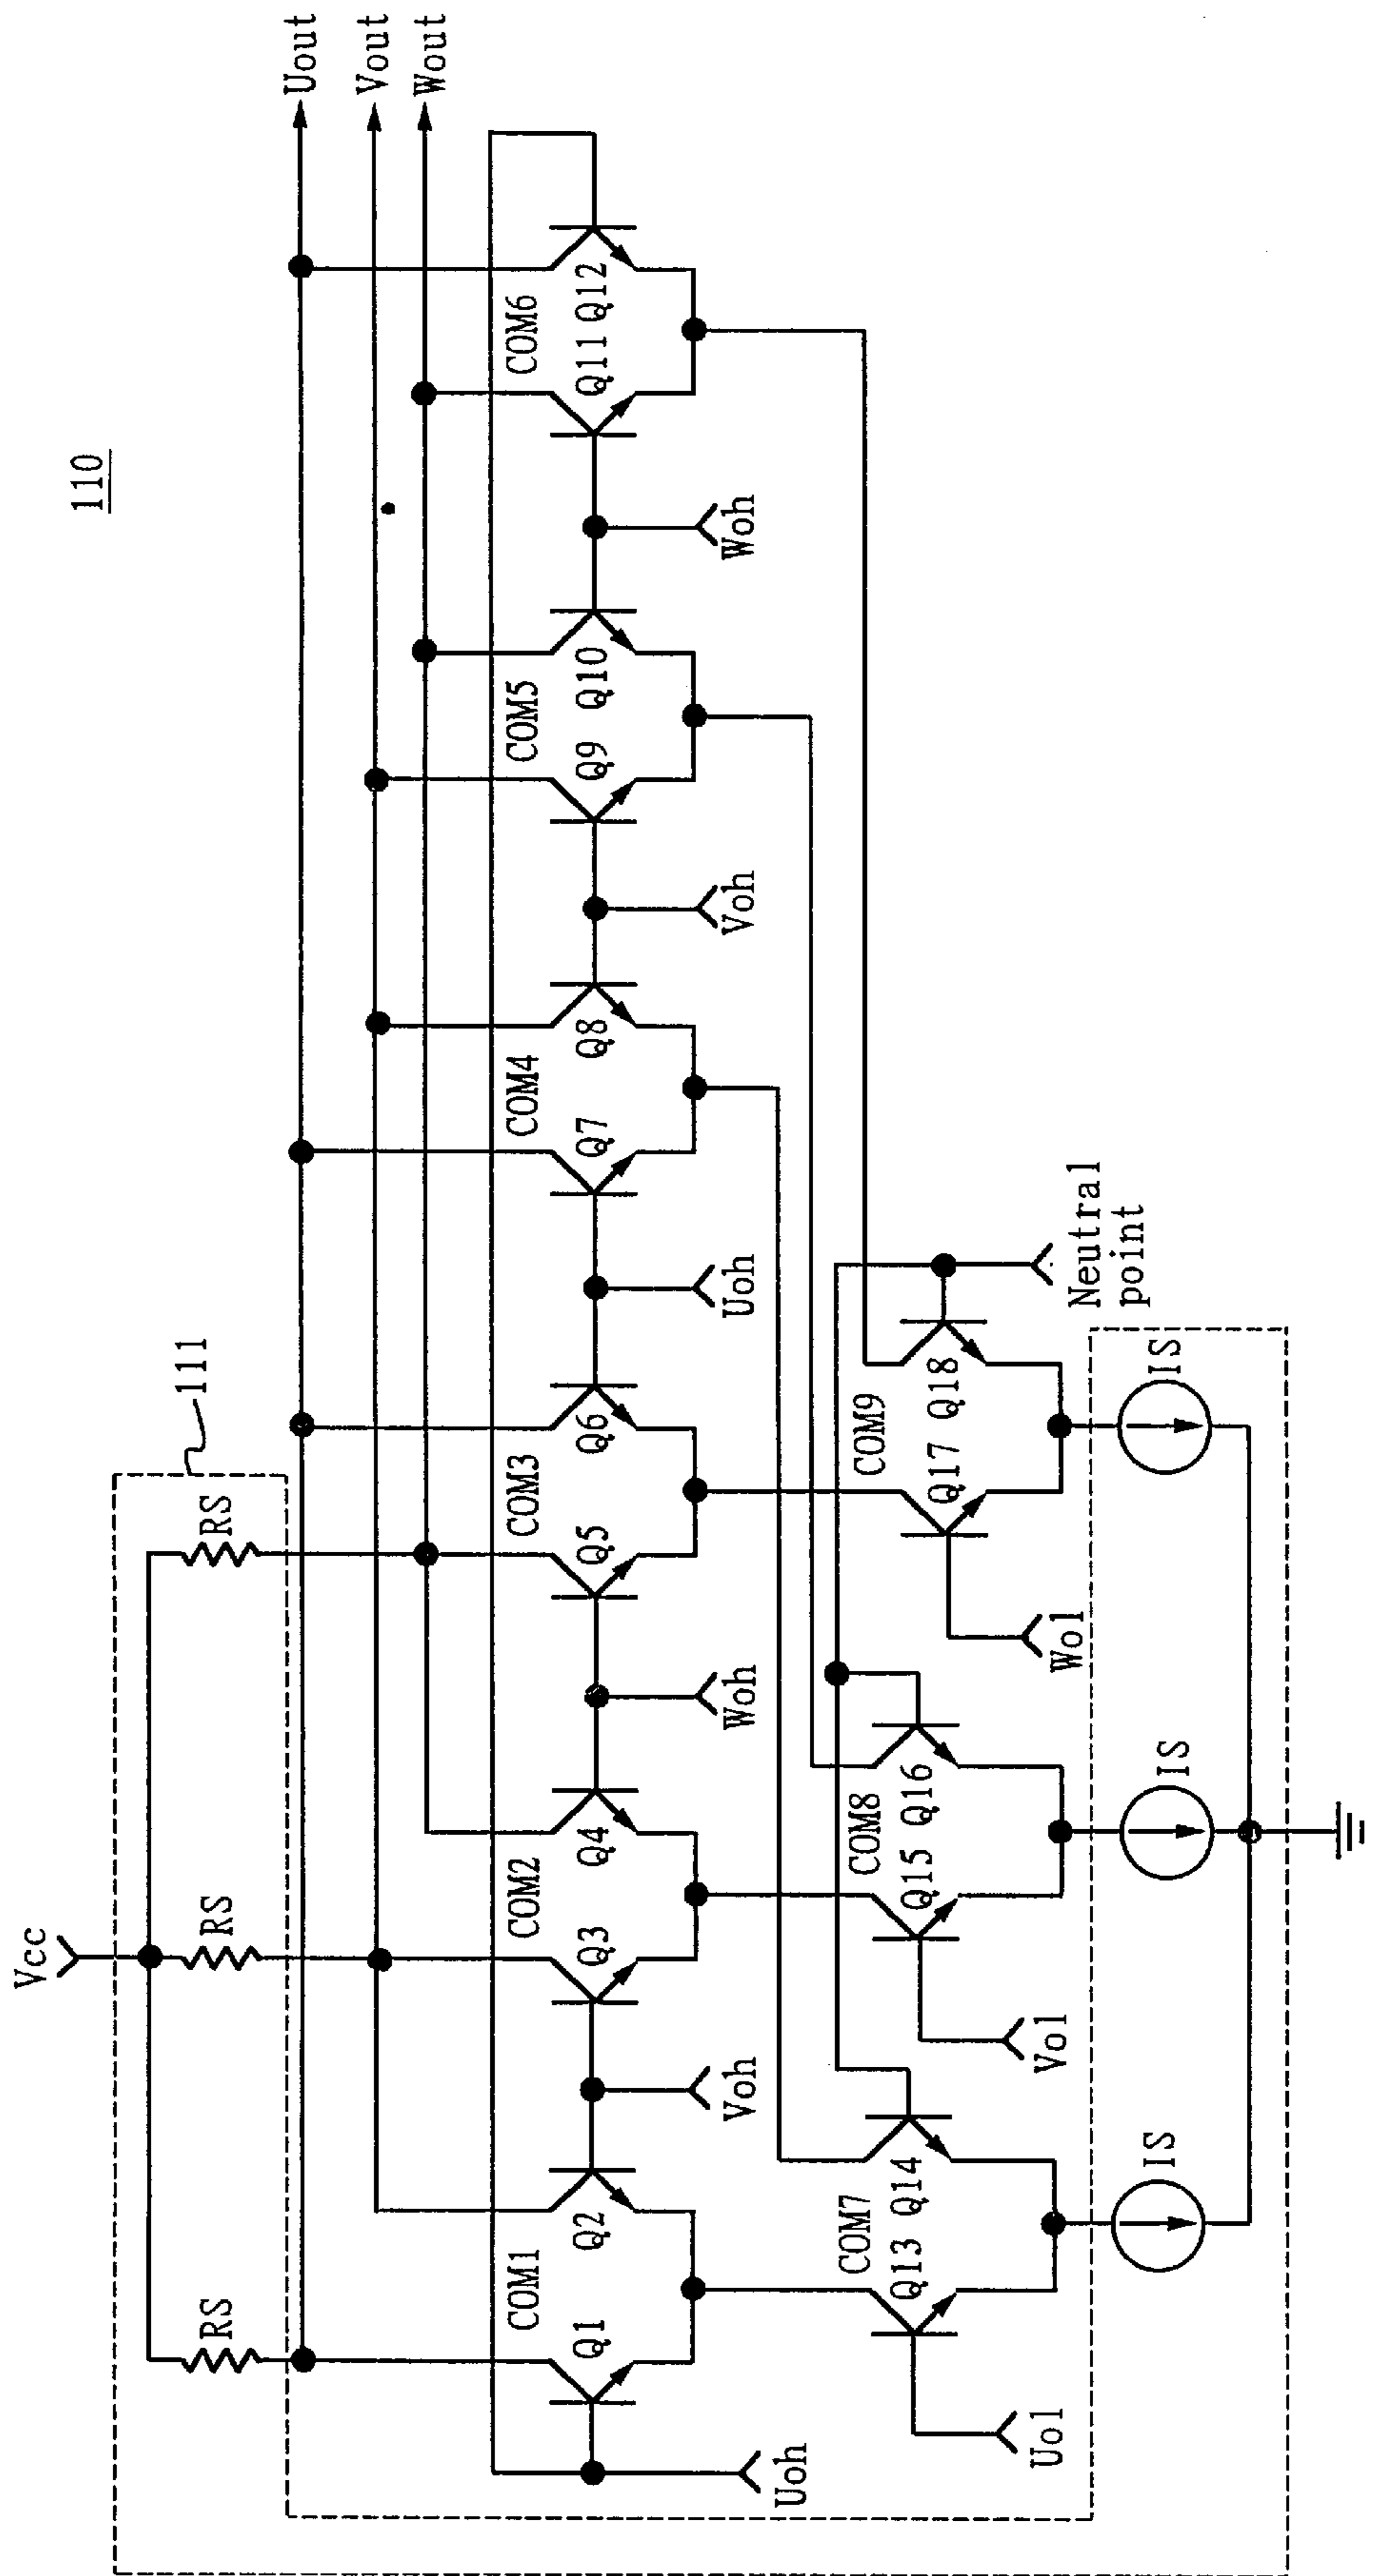 110
Vcc
111
RS
RS
RS
Uout
Vout
Wout
COM1
Q1
Q2
COM2
Q3
Q4
COM3
Q5
Q6
COM4
Q7
Q8
COM5
Q9
Q10
COM6
Q11
Q12
Uoh
Voh
Woh
Uoh
Voh
Woh
COM7
Q13
Q14
COM8
Q15
Q16
COM9
Q17
Q18
Uol
Vol
Wol
Neutral
point
IS
IS
IS